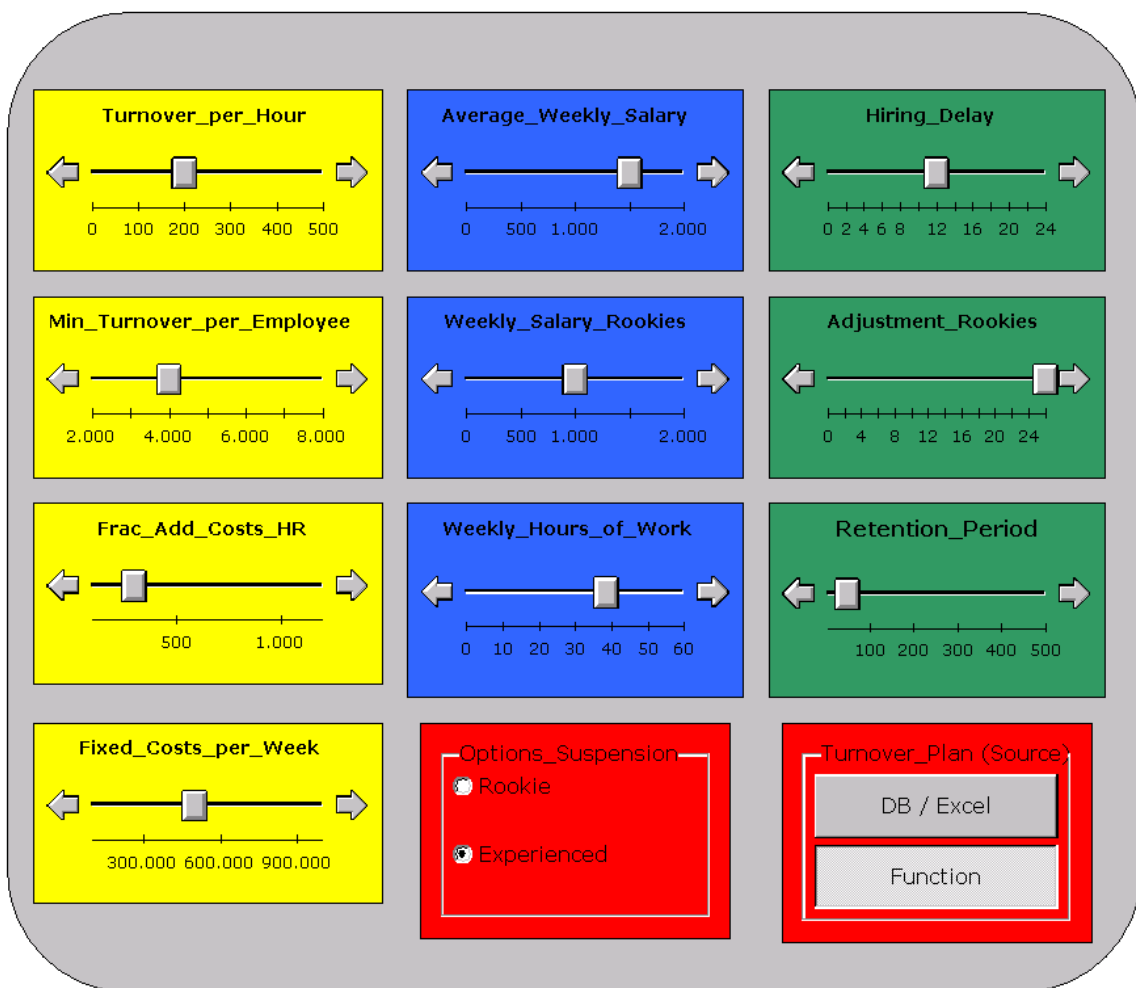 Turnover_per_Hour
0 100 200 300 400 500
Average_Weekly_Salary
0 500 1.000 2.000
Hiring_Delay
0 2 4 6 8 12 16 20 24
Min_Turnover_per_Employee
2.000 4.000 6.000 8.000
Weekly_Salary_Rookies
0 500 1.000 2.000
Adjustment_Rookies
0 4 8 12 16 20 24
Frac_Add_Costs_HR
500 1.000
Weekly_Hours_of_Work
0 10 20 30 40 50 60
Retention_Period
100 200 300 400 500
Fixed_Costs_per_Week
300.000 600.000 900.000
Options_Suspension
Rookie
Experienced
Turnover_Plan (Source)
DB / Excel
Function